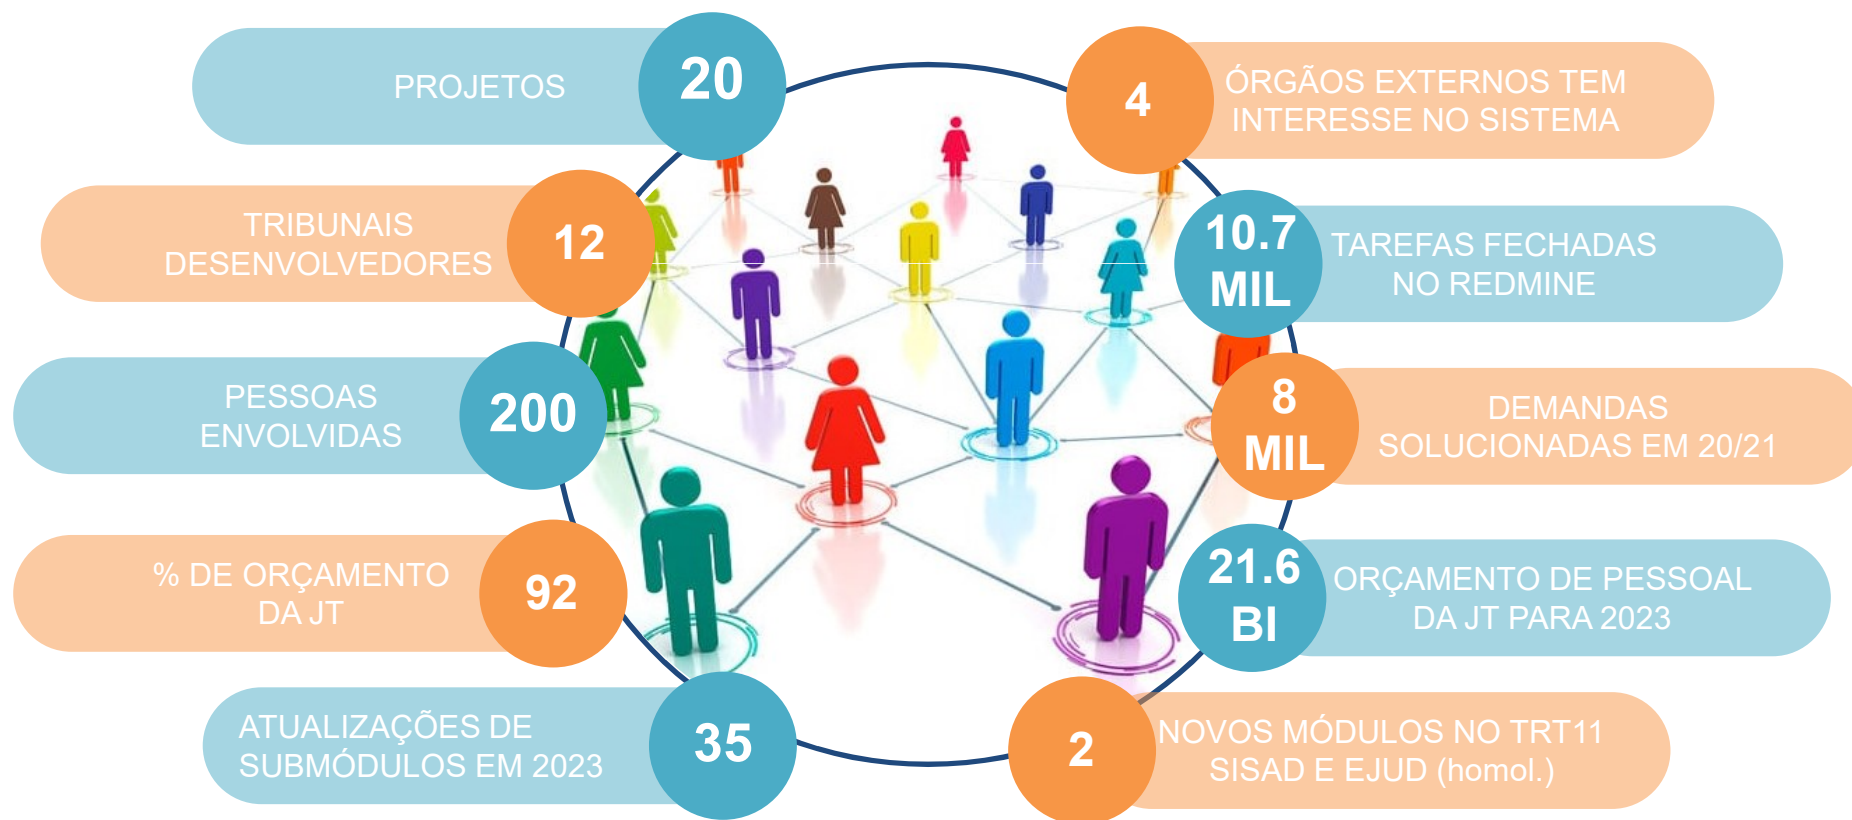 PROJETOS
20
TRIBUNAIS
DESENVOLVEDORES
12
PESSOAS
ENVOLVIDAS
200
% DE ORÇAMENTO
DA JT
92
ATUALIZAÇÕES DE
SUBMÓDULOS EM 2023
35
4
ÓRGÃOS EXTERNOS TEM
INTERESSE NO SISTEMA
10.7
MIL
TAREFAS FECHADAS
NO REDMINE
8
MIL
DEMANDAS
SOLUCIONADAS EM 20/21
21.6
BI
ORÇAMENTO DE PESSOAL
DA JT PARA 2023
2
NOVOS MÓDULOS NO TRT11
SISAD E EJUD (homol.)